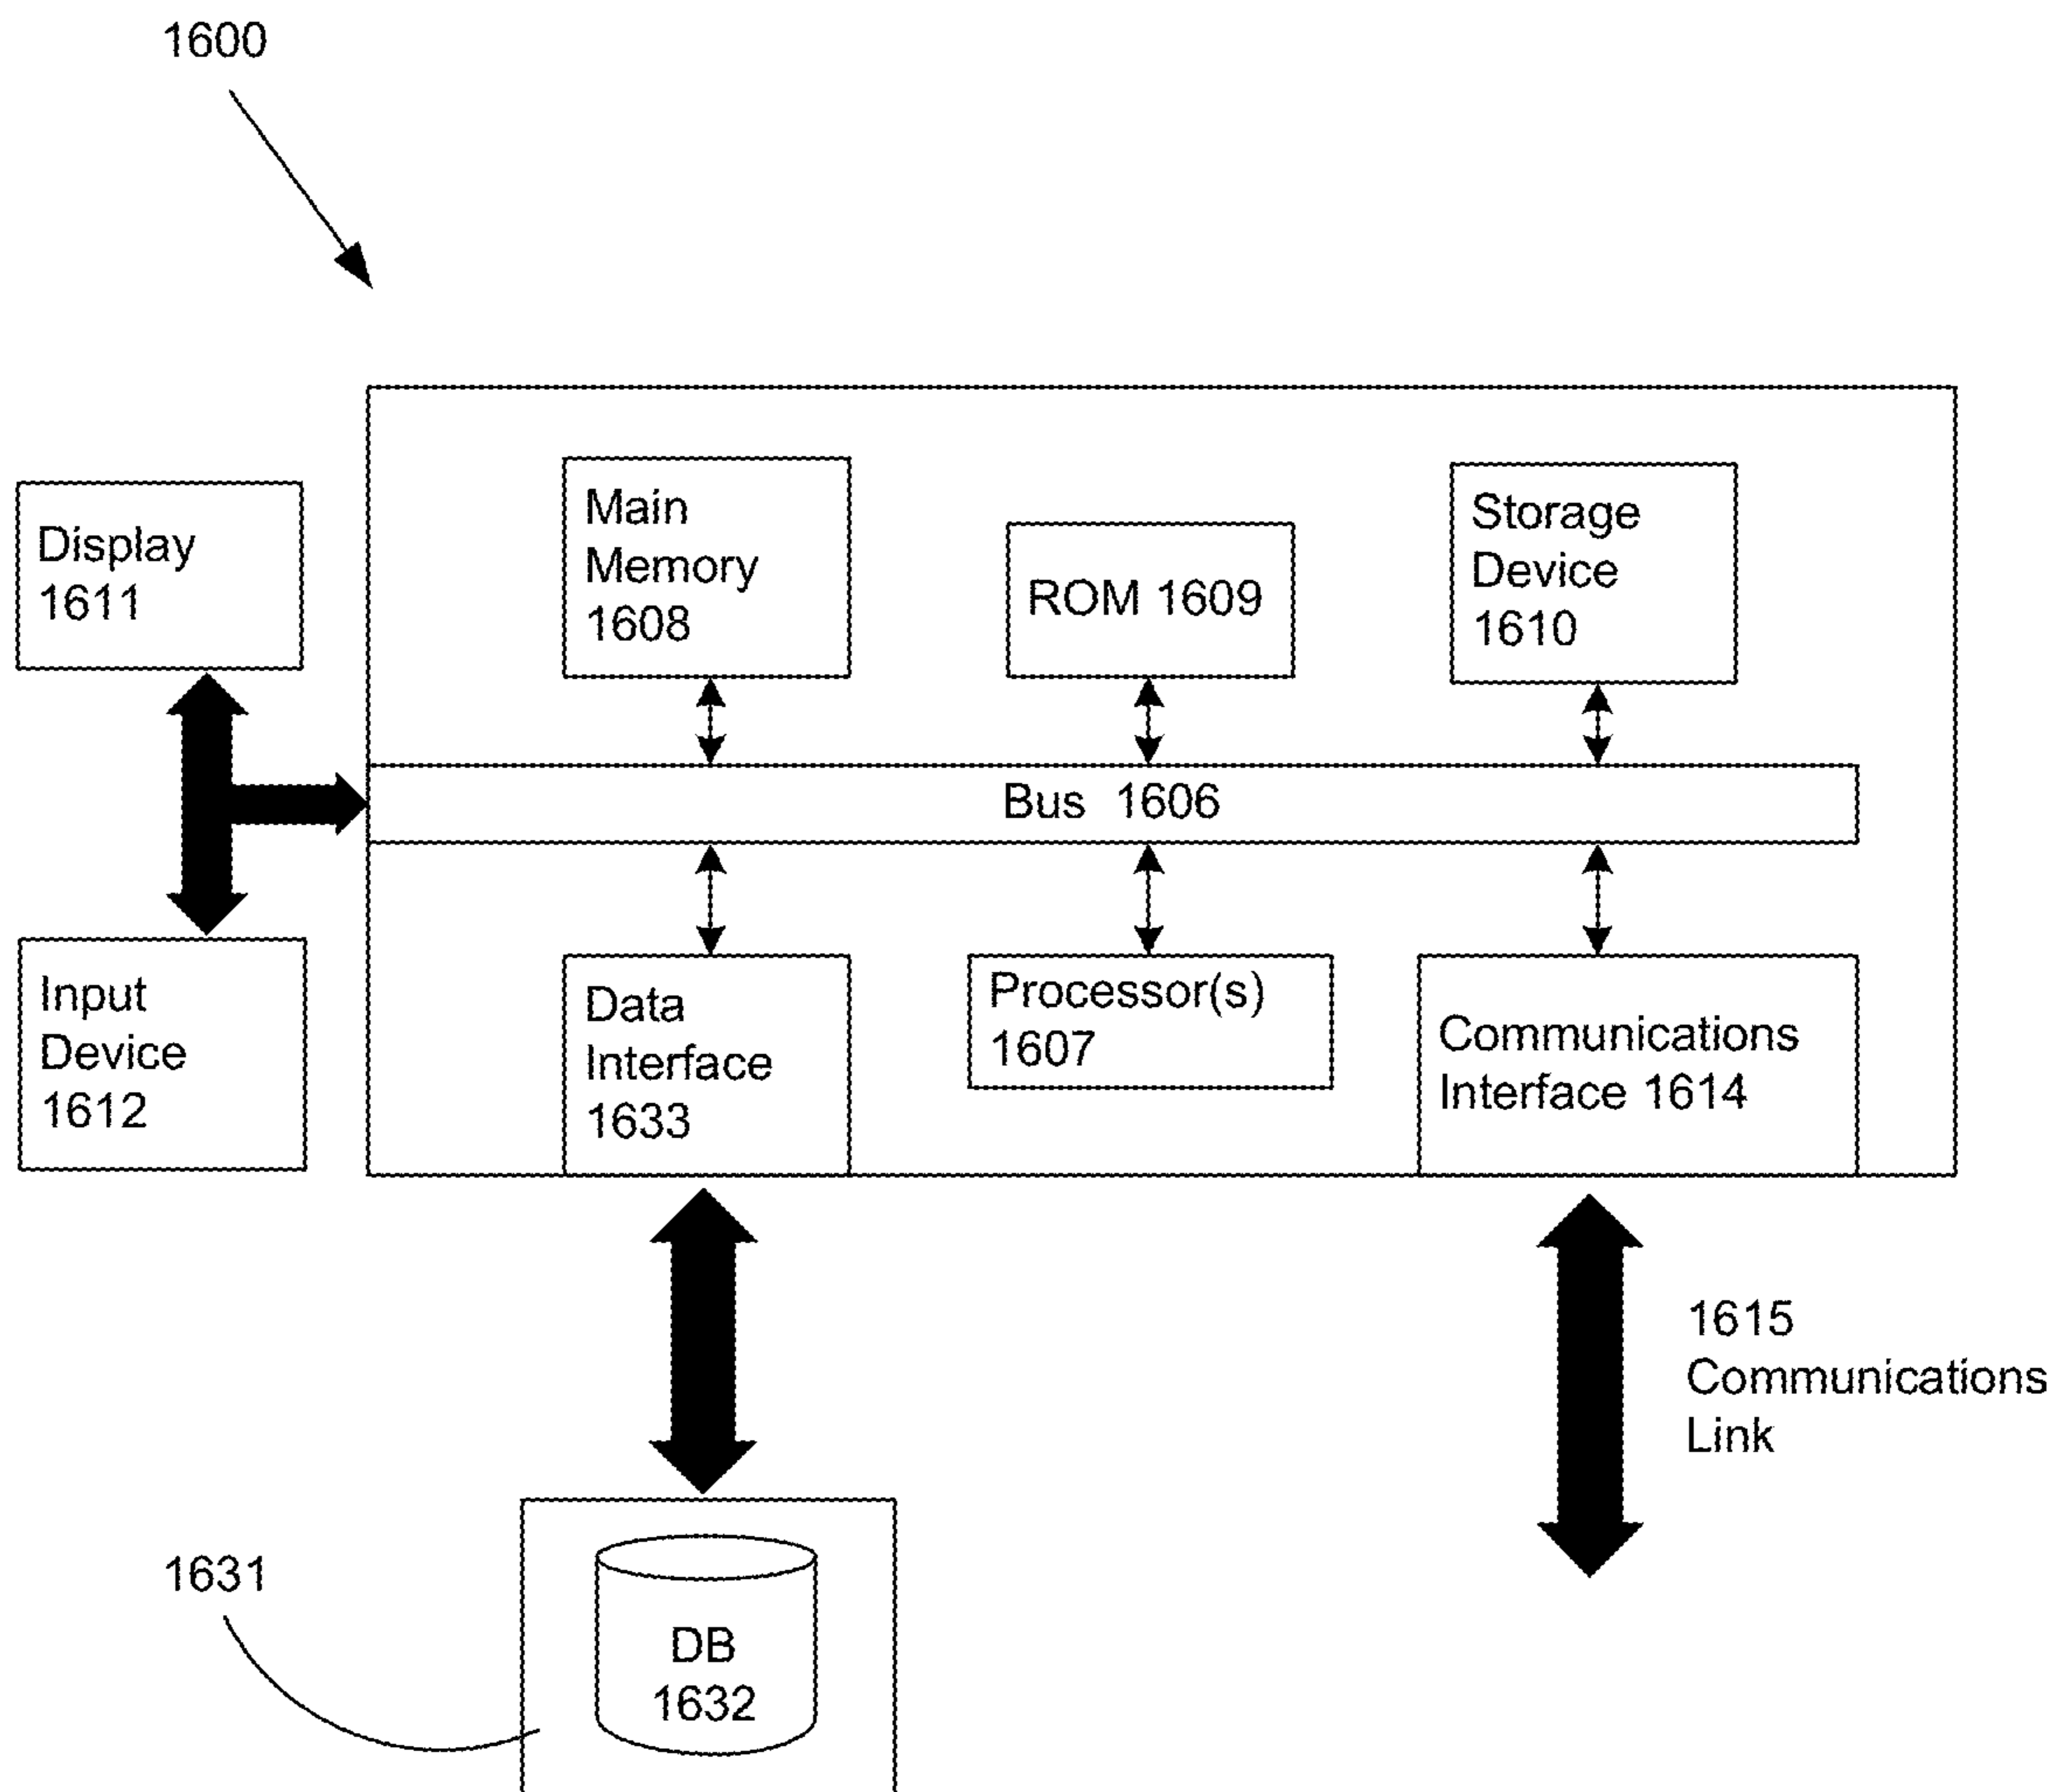 1600
Display
1611
Main
Memory
1608
ROM 1609
Storage
Device
1610
Bus 1606
Input
Device
1612
Data
Interface
1633
Processor(s)
1607
Communications
Interface 1614
1615
Communications
Link
1631
DB
1632